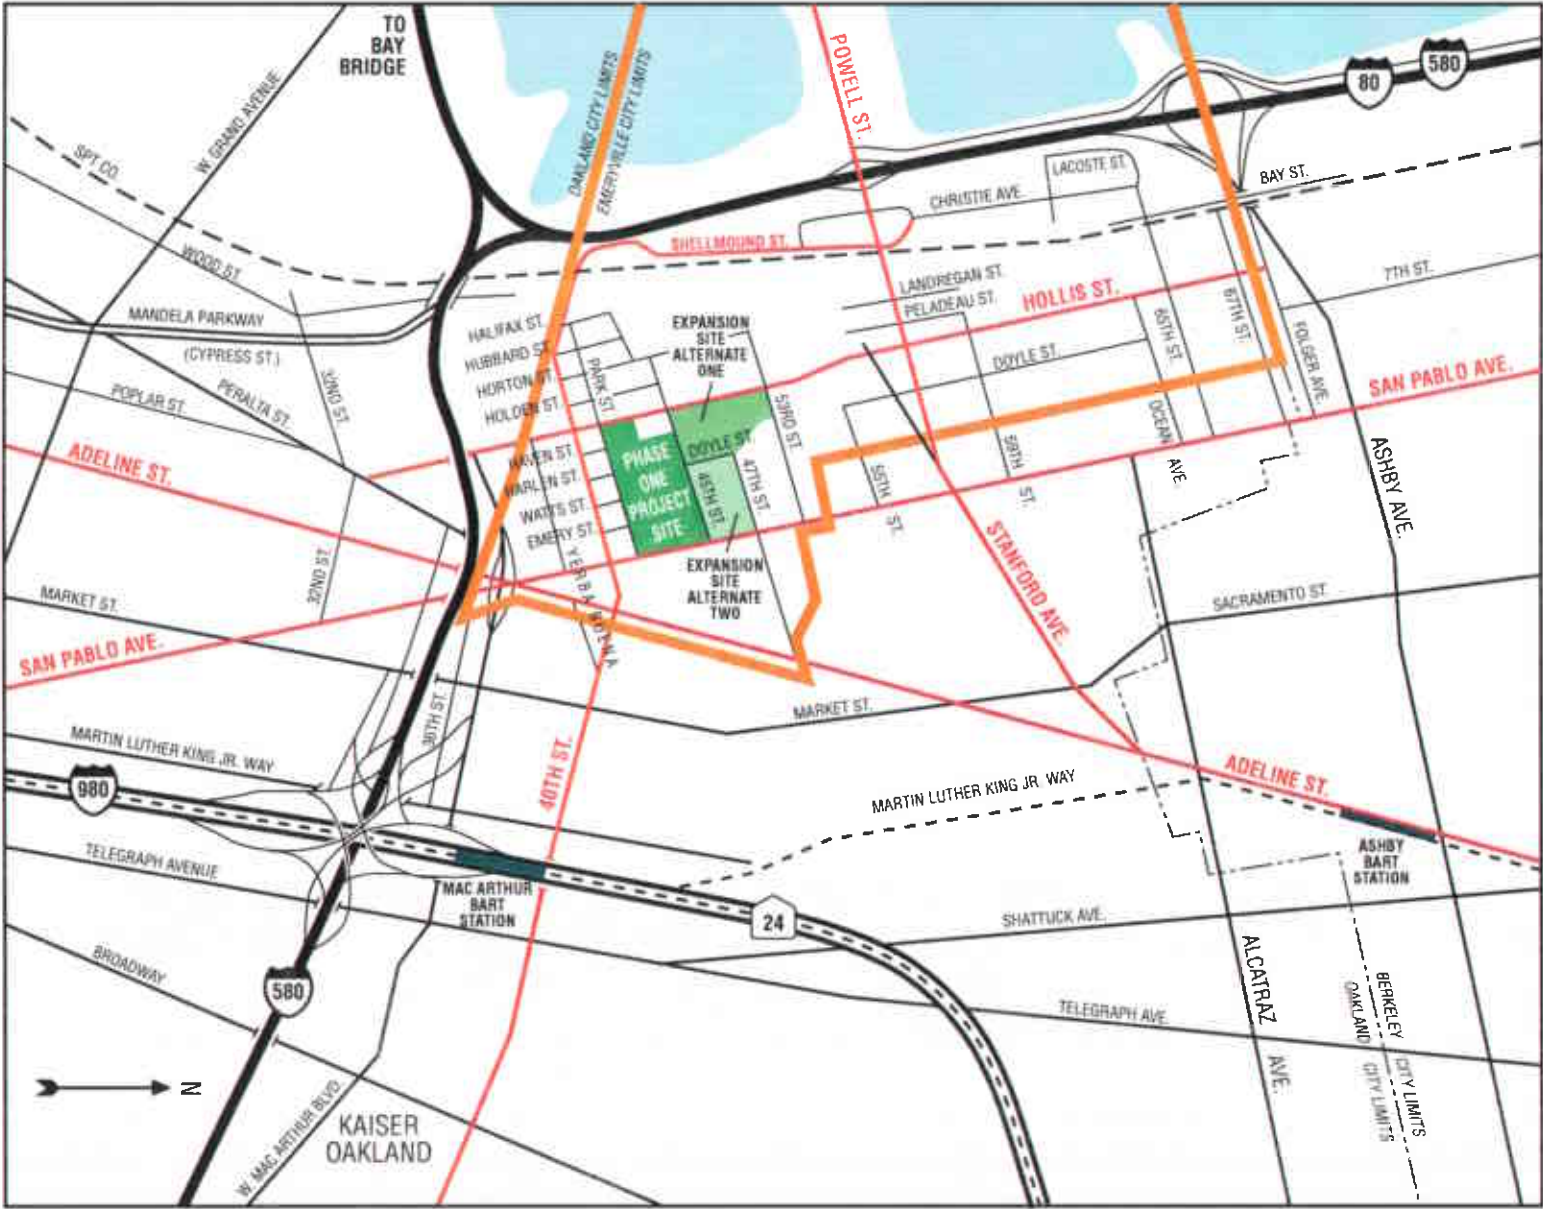 TO
BAY
BRIDGE
OAKLAND CITY LIMITS
EMERYVILLE CITY LIMITS
POWELL ST.
80
580
W GRAND AVENUE
SPT CO.
LACOSTE ST.
BAY ST.
CHRISTIE AVE.
SHELLMOUND ST.
WOOD ST.
MANDELA PARKWAY
(CYPRESS ST.)
LANDREGAN ST.
PELADEAU ST.
HOLLIS ST.
7TH ST.
HALIFAX ST.
HUBBARD ST.
HORTON ST.
HOLDEN ST.
PARK ST.
EXPANSION
SITE
ALTERNATE
ONE
DOYLE ST.
65TH ST.
67TH ST.
FOLGER AVE.
SAN PABLO AVE.
32ND ST.
PERALTA ST.
POPLAR ST.
ADELINE ST.
HAVEN ST.
HARLEN ST.
WATTS ST.
EMERY ST.
PHASE
ONE
PROJECT
SITE
DOYLE ST.
45TH ST.
47TH ST.
53RD ST.
55TH
ST.
59TH
ST.
OCEAN
AVE.
ASHBY AVE.
YERBA BUENA
EXPANSION
SITE
ALTERNATE
TWO
STANFORD AVE.
SACRAMENTO ST.
32ND ST.
MARKET ST.
SAN PABLO AVE.
MARKET ST.
36TH ST.
MARTIN LUTHER KING JR. WAY
40TH ST.
MARTIN LUTHER KING JR. WAY
ADELINE ST.
980
TELEGRAPH AVENUE
MAC ARTHUR
BART
STATION
24
ASHBY
BART
STATION
SHATTUCK AVE.
BROADWAY
580
TELEGRAPH AVE.
ALCATRAZ
AVE.
BERKELEY CITY LIMITS
OAKLAND CITY LIMITS
N
W. MAC ARTHUR BLVD.
KAISER
OAKLAND